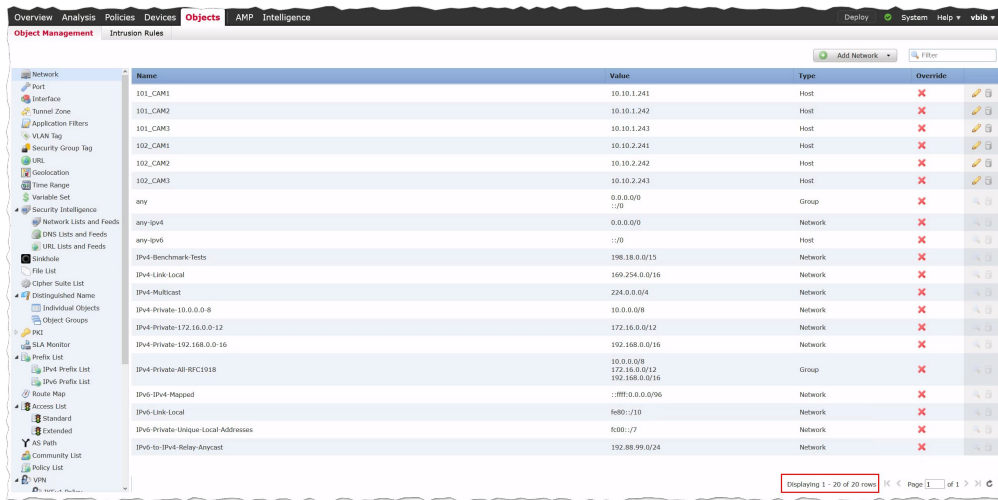 Overview Analysis Policies Devices Objects AMP Intelligence Deploy System Help vbib
Object Management Intrusion Rules
Add Network Filter
Network
Port
Interface
Tunnel Zone
Application Filters
VLAN Tag
Security Group Tag
URL
Geolocation
Time Range
Variable Set
Security Intelligence
Network Lists and Feeds
DNS Lists and Feeds
URL Lists and Feeds
Sinkhole
File List
Cipher Suite List
Distinguished Name
Individual Objects
Object Groups
PKI
SLA Monitor
Prefix List
IPv4 Prefix List
IPv6 Prefix List
Route Map
Access List
Standard
Extended
AS Path
Community List
Policy List
VPN
Name Value Type Override
101_CAM1 10.10.1.241 Host
101_CAM2 10.10.1.242 Host
101_CAM3 10.10.1.243 Host
102_CAM1 10.10.2.241 Host
102_CAM2 10.10.2.242 Host
102_CAM3 10.10.2.243 Host
any 0.0.0.0/0 Group
::/0
any-ipv4 0.0.0.0/0 Network
any-ipv6 ::/0 Host
IPv4-Benchmark-Tests 198.18.0.0/15 Network
IPv4-Link-Local 169.254.0.0/16 Network
IPv4-Multicast 224.0.0.0/4 Network
IPv4-Private-10.0.0.0-8 10.0.0.0/8 Network
IPv4-Private-172.16.0.0-12 172.16.0.0/12 Network
IPv4-Private-192.168.0.0-16 192.168.0.0/16 Network
10.0.0.0/8
IPv4-Private-All-RFC1918 172.16.0.0/12 Group
192.168.0.0/16
IPv6-IPv4-Mapped ::ffff:0.0.0.0/96 Network
IPv6-Link-Local fe80::/10 Network
IPv6-Private-Unique-Local-Addresses fc00::/7 Network
IPv6-to-IPv4-Relay-Anycast 192.88.99.0/24 Network
Displaying 1 - 20 of 20 rows Page 1 of 1